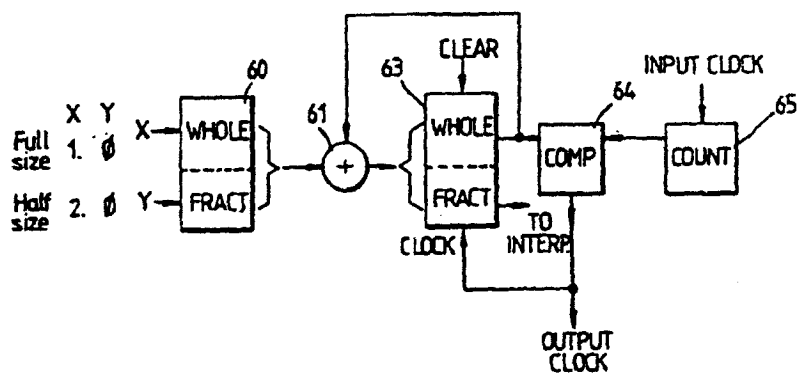 60
X Y
Full size 1. Ø
X
WHOLE
Half size 2. Ø
Y
FRACT
61
+
63
CLEAR
WHOLE
FRACT
CLOCK
TO INTERP.
64
COMP
INPUT CLOCK
65
COUNT
OUTPUT CLOCK